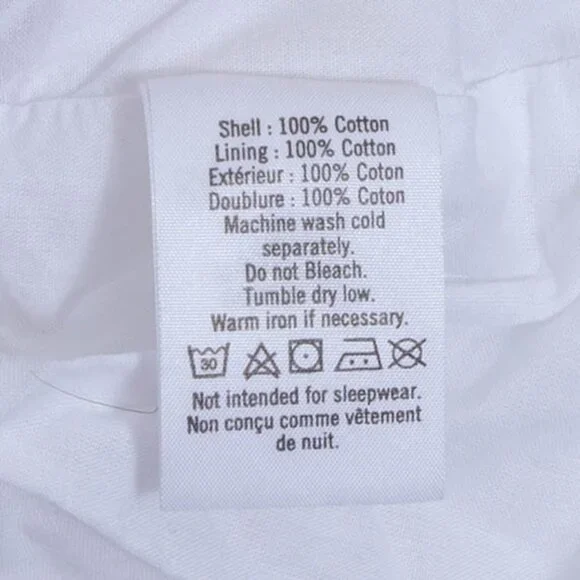 Shell : 100% Cotton
Lining : 100% Cotton
Extérieur : 100% Coton
Doublure : 100% Coton
Machine wash cold
separately.
Do not Bleach.
Tumble dry low.
Warm iron if necessary.
30
Not intended for sleepwear.
Non conçu comme vêtement
de nuit.